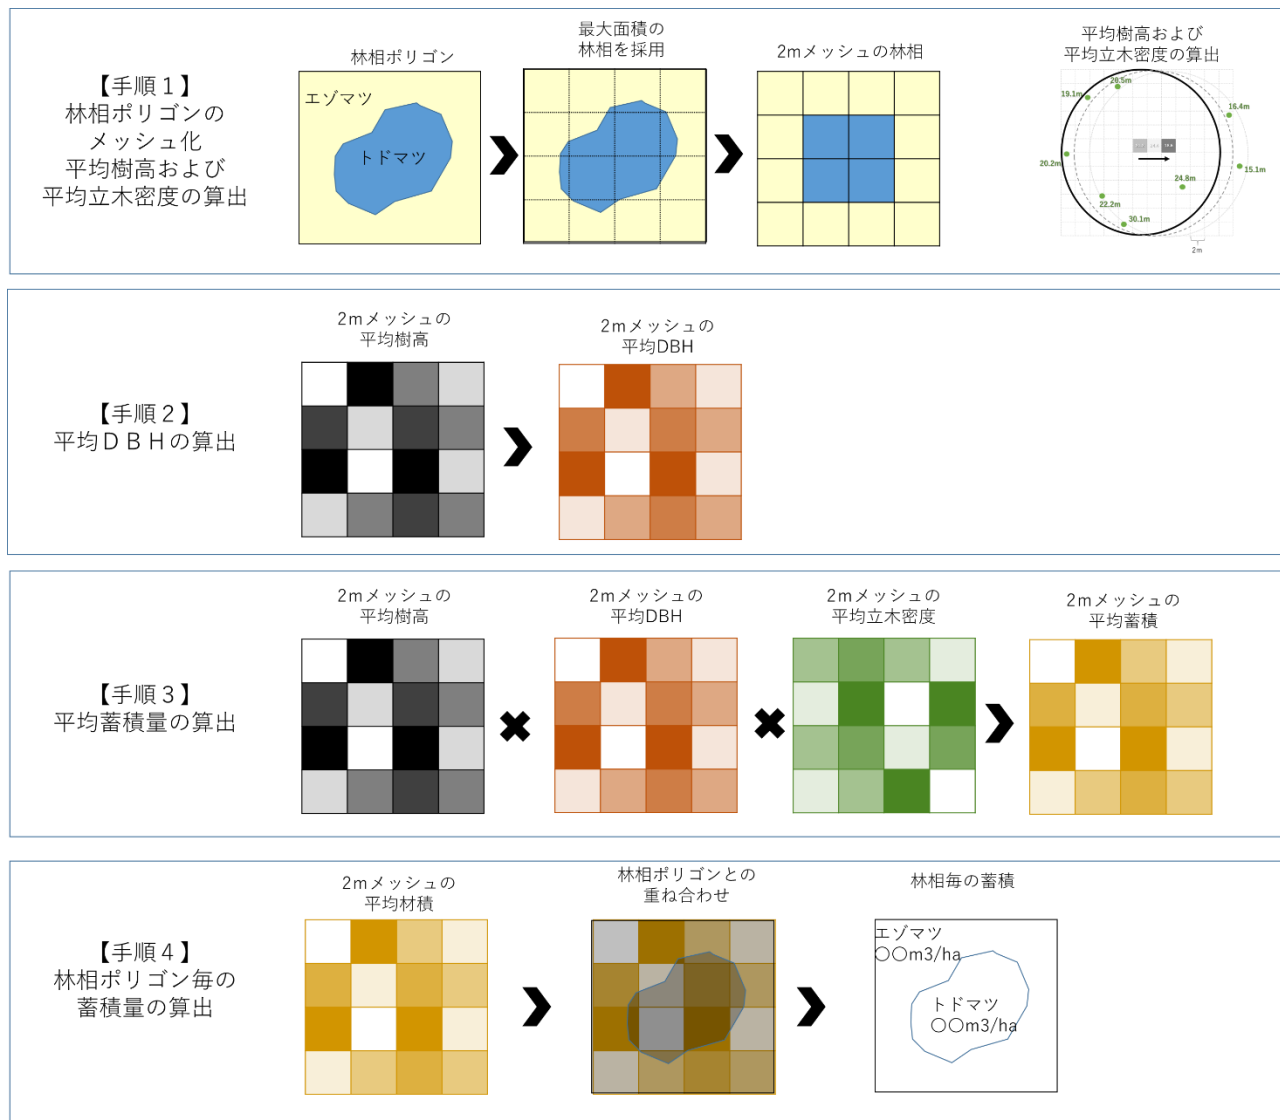 【手順１】
林相ポリゴンの
メッシュ化
平均樹高および
平均立木密度の算出
林相ポリゴン
エゾマツ
トドマツ
最大面積の
林相を採用
2mメッシュの林相
平均樹高および
平均立木密度の算出
19.1m
28.5m
16.4m
20.2m
15.1m
24.8m
22.2m
30.1m
2m
【手順２】
平均ＤＢＨの算出
2mメッシュの
平均樹高
2mメッシュの
平均DBH
【手順３】
平均蓄積量の算出
2mメッシュの
平均樹高
2mメッシュの
平均DBH
2mメッシュの
平均立木密度
2mメッシュの
平均蓄積
【手順４】
林相ポリゴン毎の
蓄積量の算出
2mメッシュの
平均材積
林相ポリゴンとの
重ね合わせ
林相毎の蓄積
エゾマツ
〇〇m3/ha
トドマツ
〇〇m3/ha